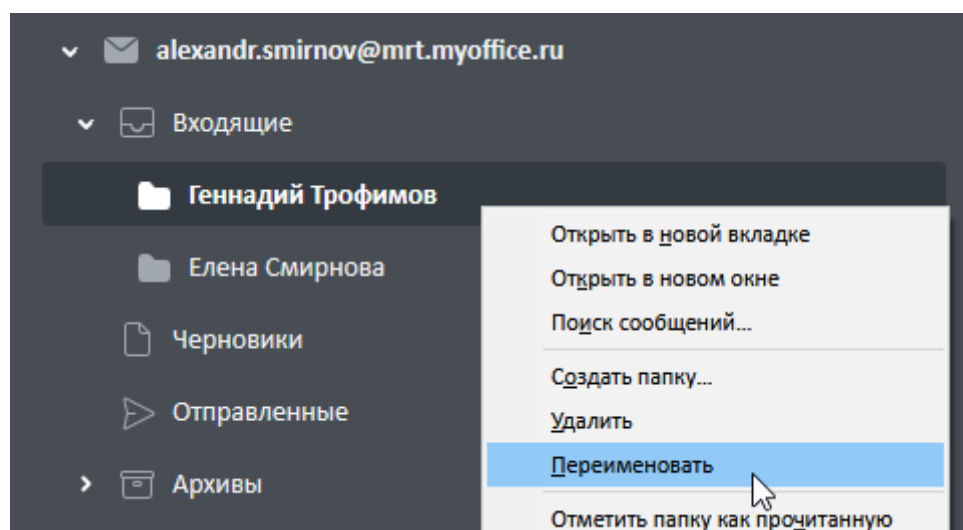 alexandr.smirnov@mrt.myoffice.ru
Входящие
Геннадий Трофимов
Елена Смирнова
Черновики
Отправленные
Архивы
Открыть в новой вкладке
Открыть в новом окне
Поиск сообщений...
Создать папку...
Удалить
Переименовать
Отметить папку как прочитанную